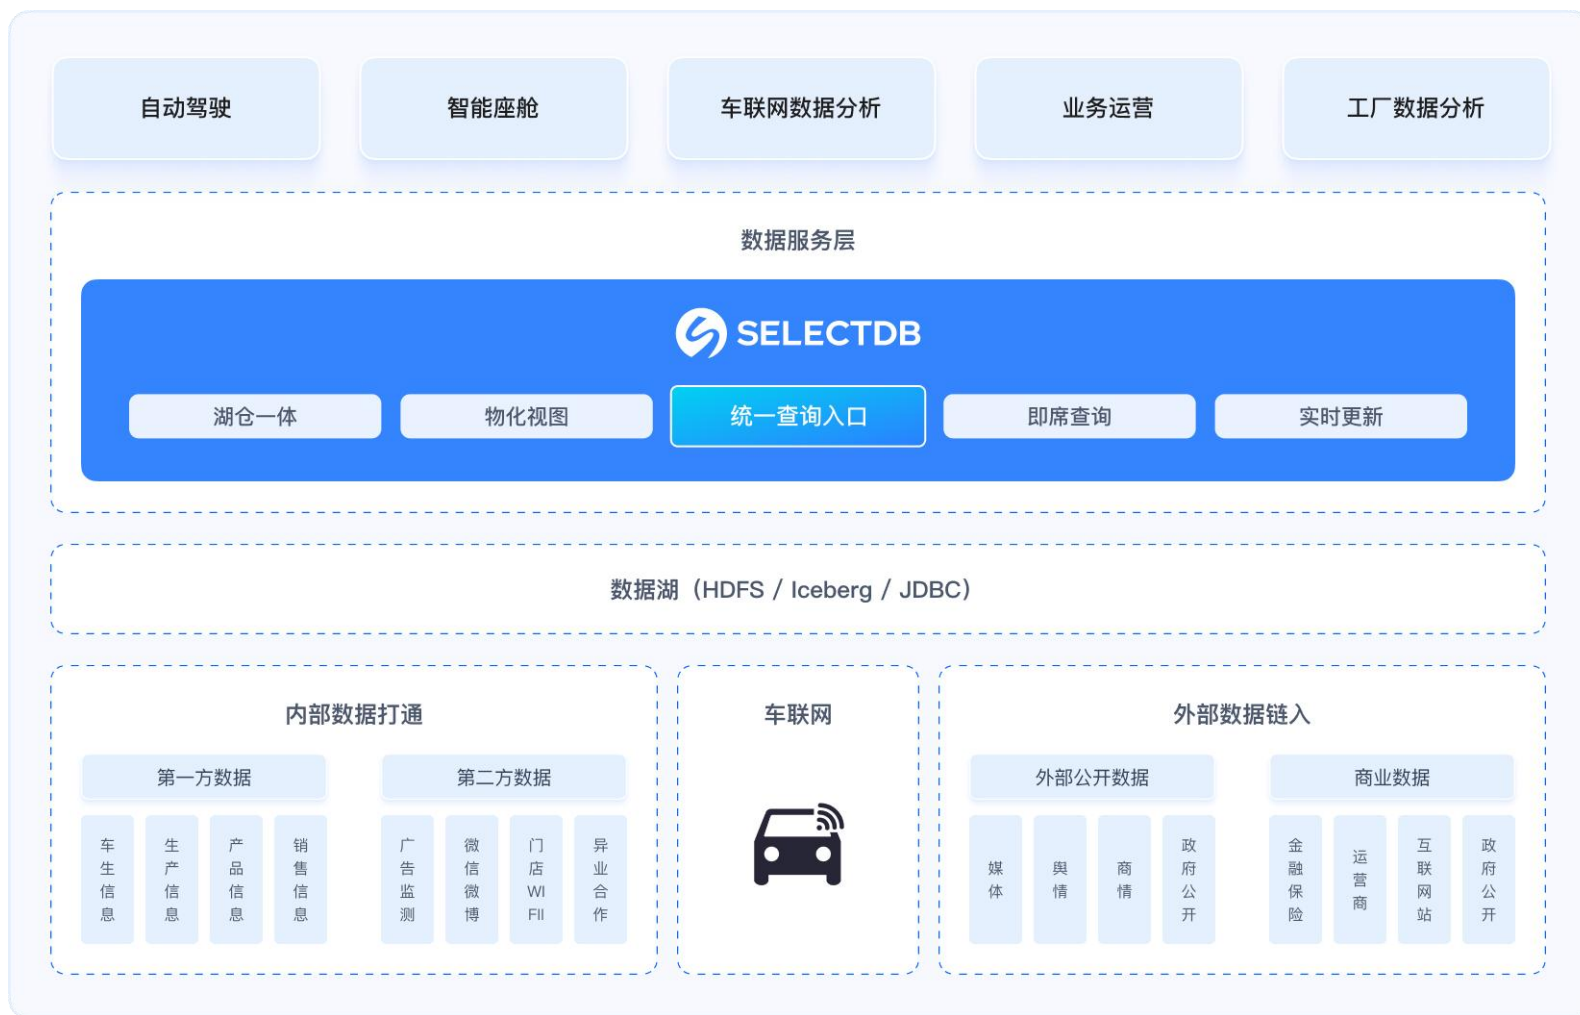 自动驾驶
智能座舱
车联网数据分析
业务运营
工厂数据分析
数据服务层
SELECTDB
湖仓一体
物化视图
统一查询入口
即席查询
实时更新
数据湖（HDFS / Iceberg / JDBC）
内部数据打通
第一方数据
车生信息
生产信息
产品信息
销售信息
第二方数据
广告监测
微信微博
门店WIFII
异业合作
车联网
外部数据链入
外部公开数据
媒体
舆情
商情
政府公开
商业数据
金融保险
运营商
互联网站
政府公开